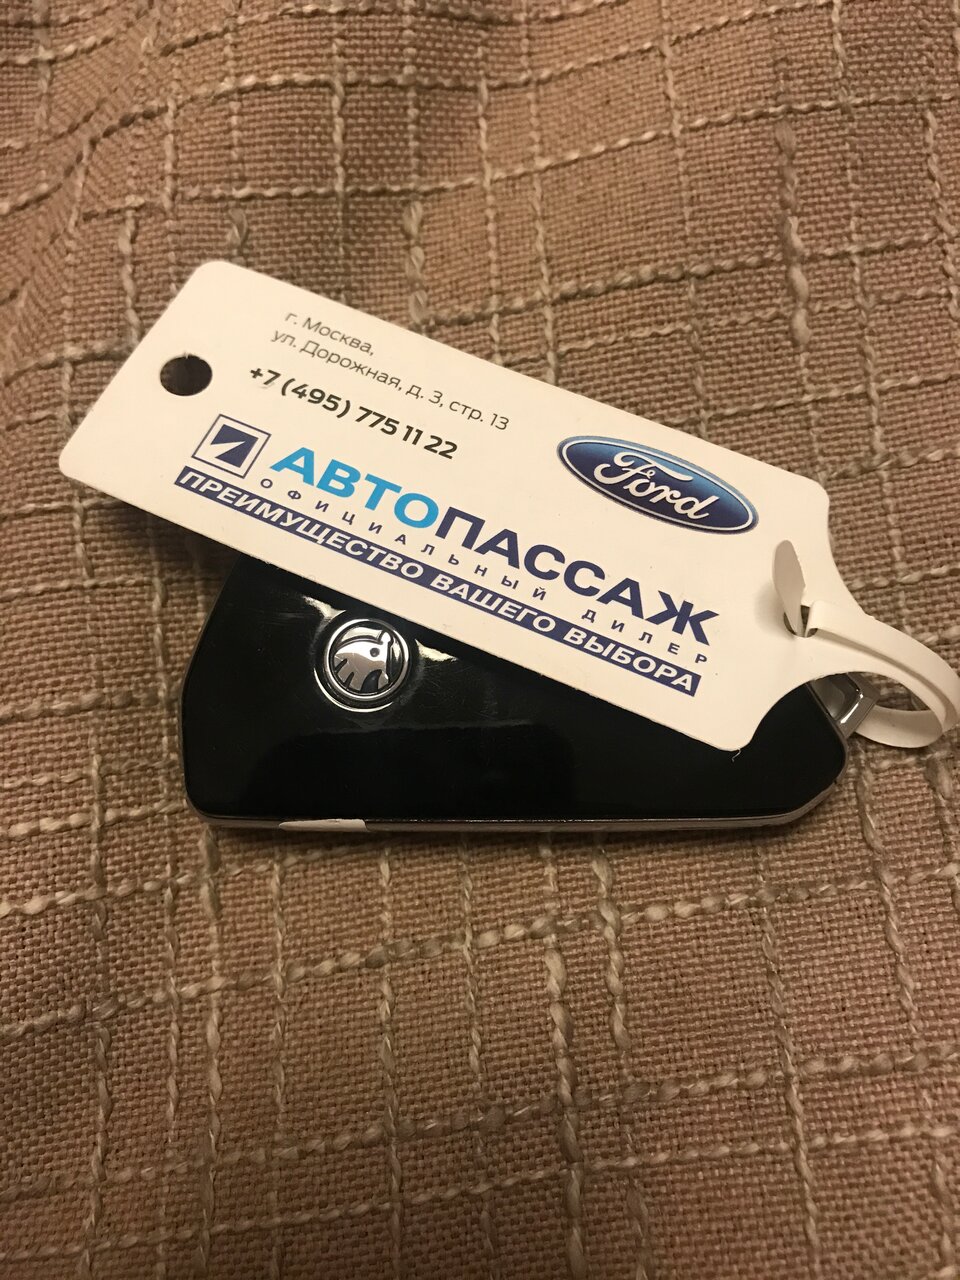 г. Москва,
ул. Дорожная, д. 3, стр. 13
+7 (495) 775 11 22
Ford
АВТОПАССАЖ
ОФИЦИАЛЬНЫЙ ДИЛЕР
ПРЕИМУЩЕСТВО ВАШЕГО ВЫБОРА